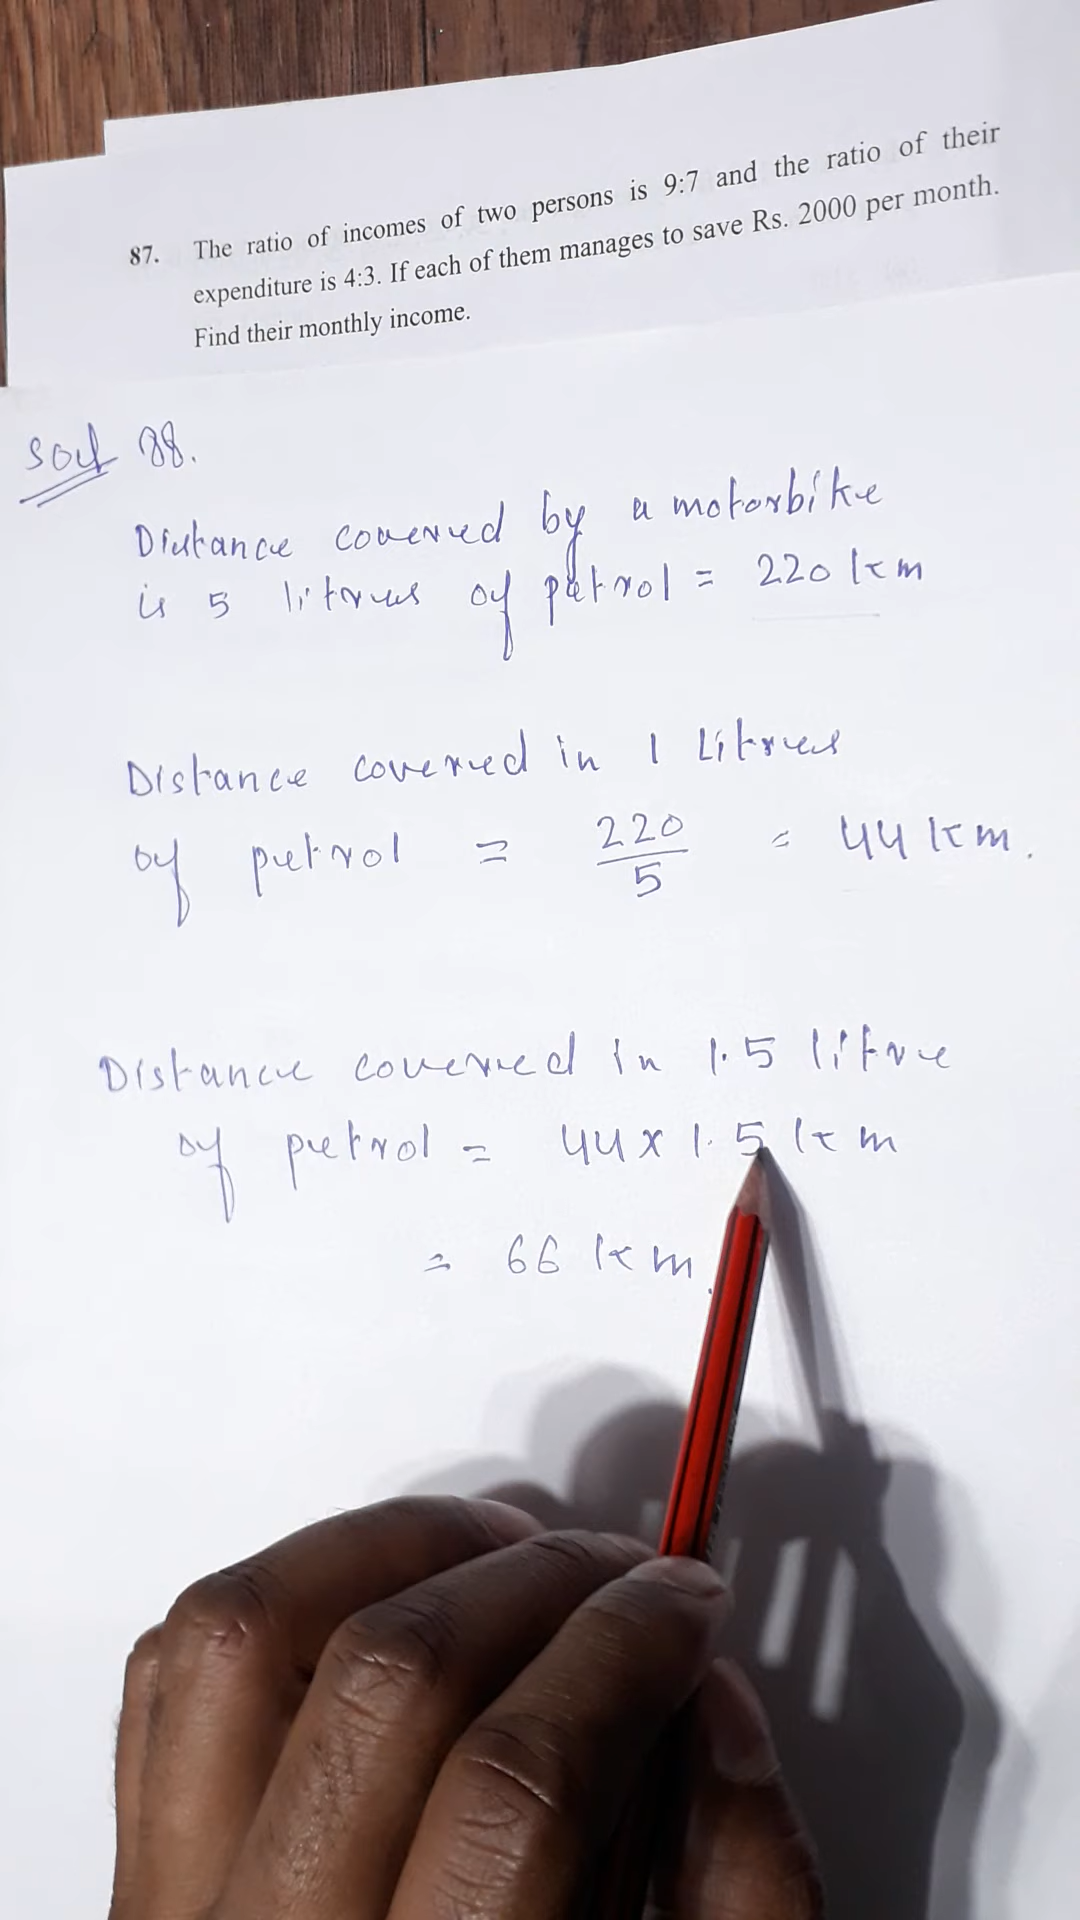 87. The ratio of incomes of two persons is 9:7 and the ratio of their
expenditure is 4:3. If each of them manages to save Rs. 2000 per month.
Find their monthly income.
Sol 88.
Distance covered by a motorbike
is 5 litres of petrol = 220 km
Distance covered in 1 Litres
of petrol = 220/5 = 44 km.
Distance covered in 1.5 litre
of petrol = 44 x 1.5 km
= 66 km.